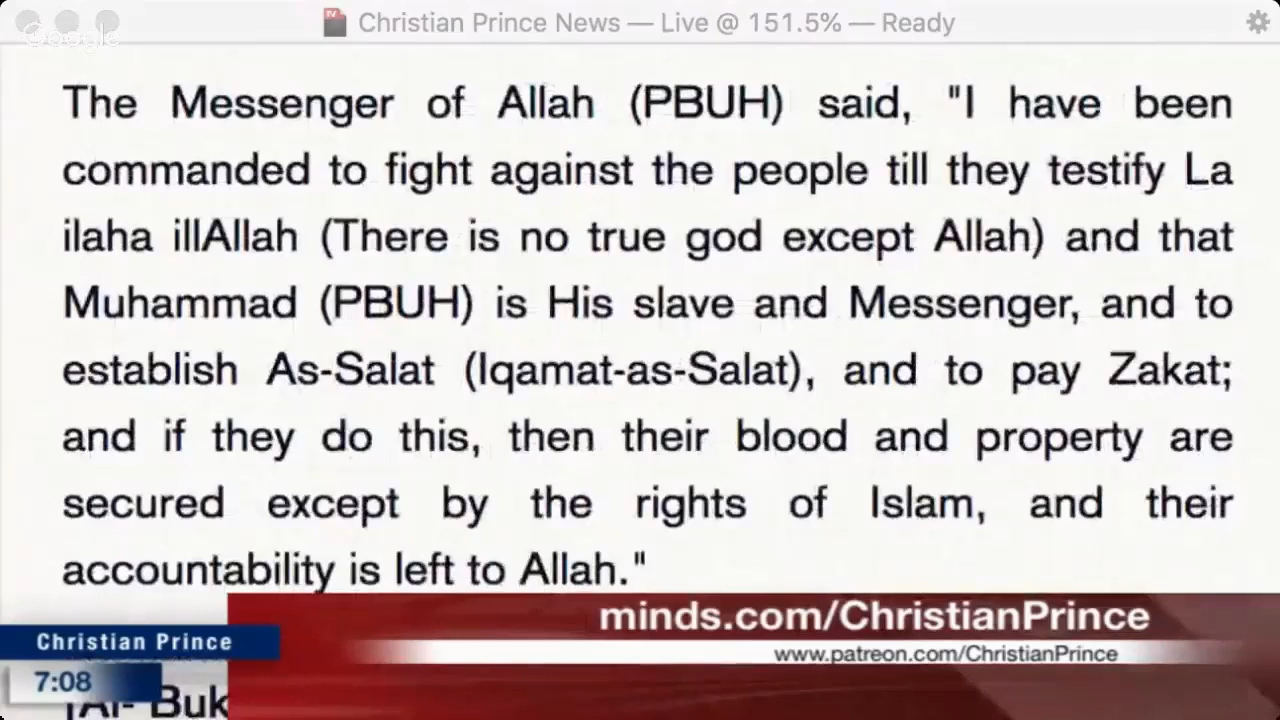 Christian Prince News — Live @ 151.5% — Ready
Google
The Messenger of Allah (PBUH) said, "I have been
commanded to fight against the people till they testify La
ilaha illAllah (There is no true god except Allah) and that
Muhammad (PBUH) is His slave and Messenger, and to
establish As-Salat (Iqamat-as-Salat), and to pay Zakat;
and if they do this, then their blood and property are
secured except by the rights of Islam, and their
accountability is left to Allah."
minds.com/ChristianPrince
Christian Prince
www.patreon.com/ChristianPrince
7:08
[Al- Buk